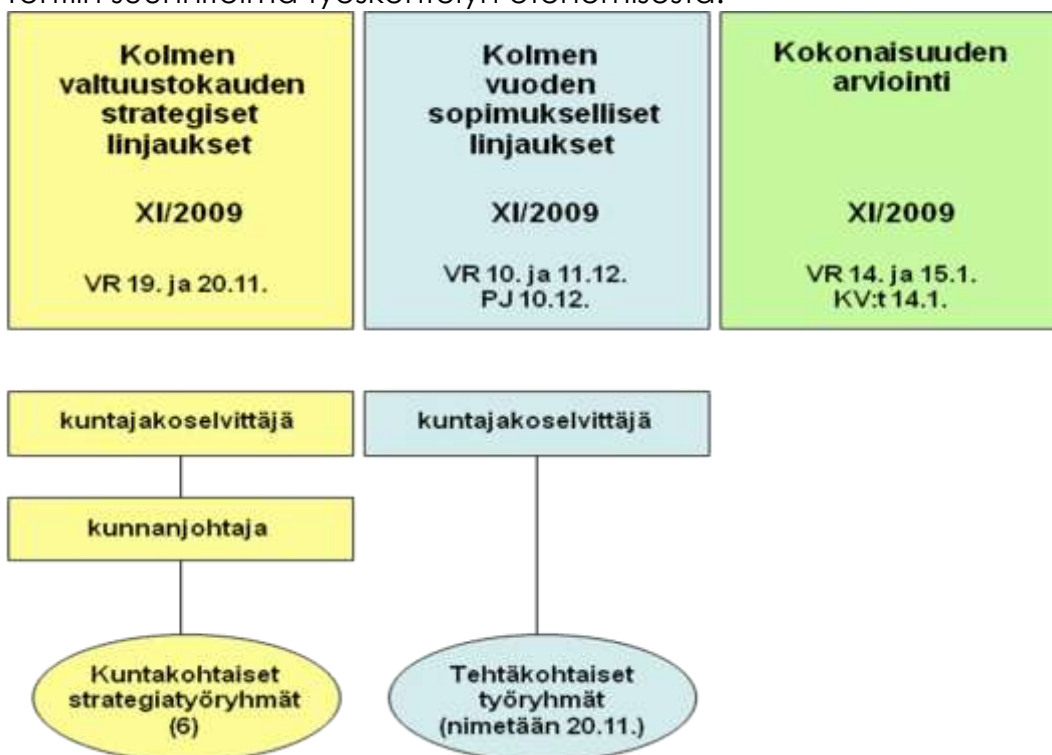 Kolmen
valtuustokauden
strategiset
linjaukset
XI/2009
VR 19. ja 20.11.
Kolmen
vuoden
sopimukselliset
linjaukset
XI/2009
VR 10. ja 11.12.
PJ 10.12.
Kokonaisuuden
arviointi
XI/2009
VR 14. ja 15.1.
KV:t 14.1.
kuntajakoselvittäjä
kunnanjohtaja
Kuntakohtaiset
strategiatyöryhmät
(6)
kuntajakoselvittäjä
Tehtäkohtaiset
työryhmät
(nimetään 20.11.)